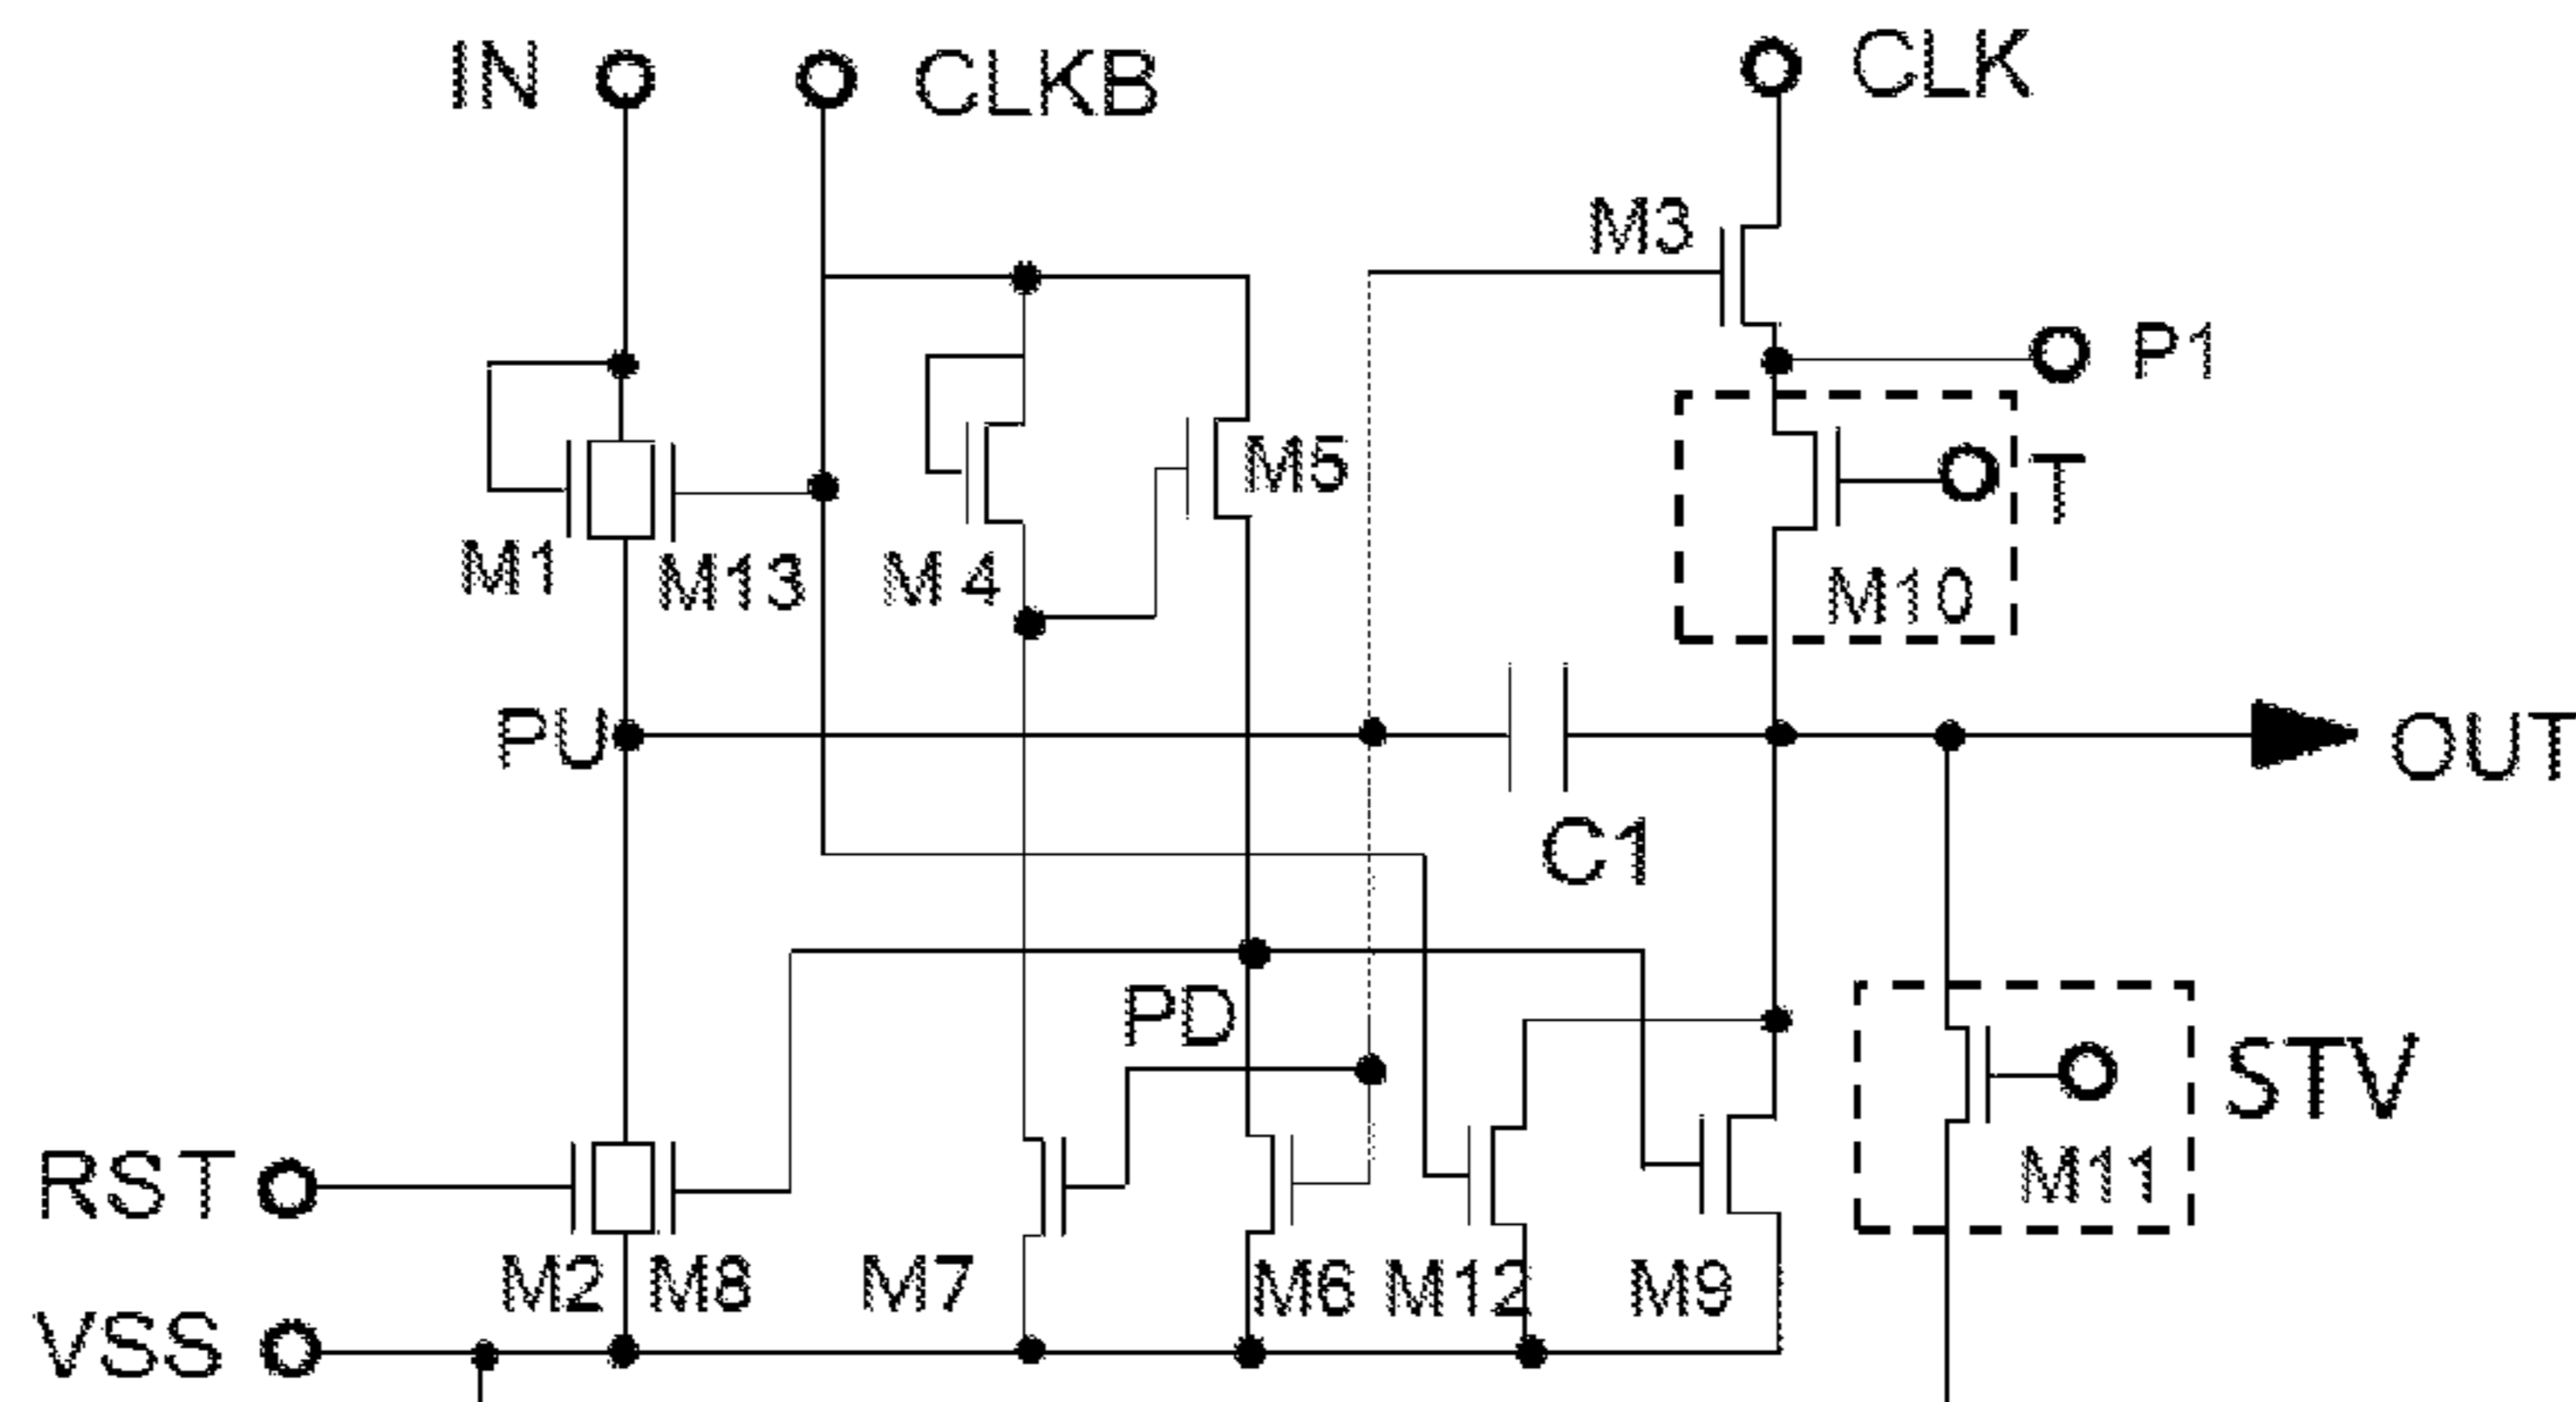 IN CLKB CLK
M3
P1
M5 T
M1 M13 M4 M10
PU OUT
C1
PD
STV
RST M11
M2 M8 M7 M6 M12 M9
VSS